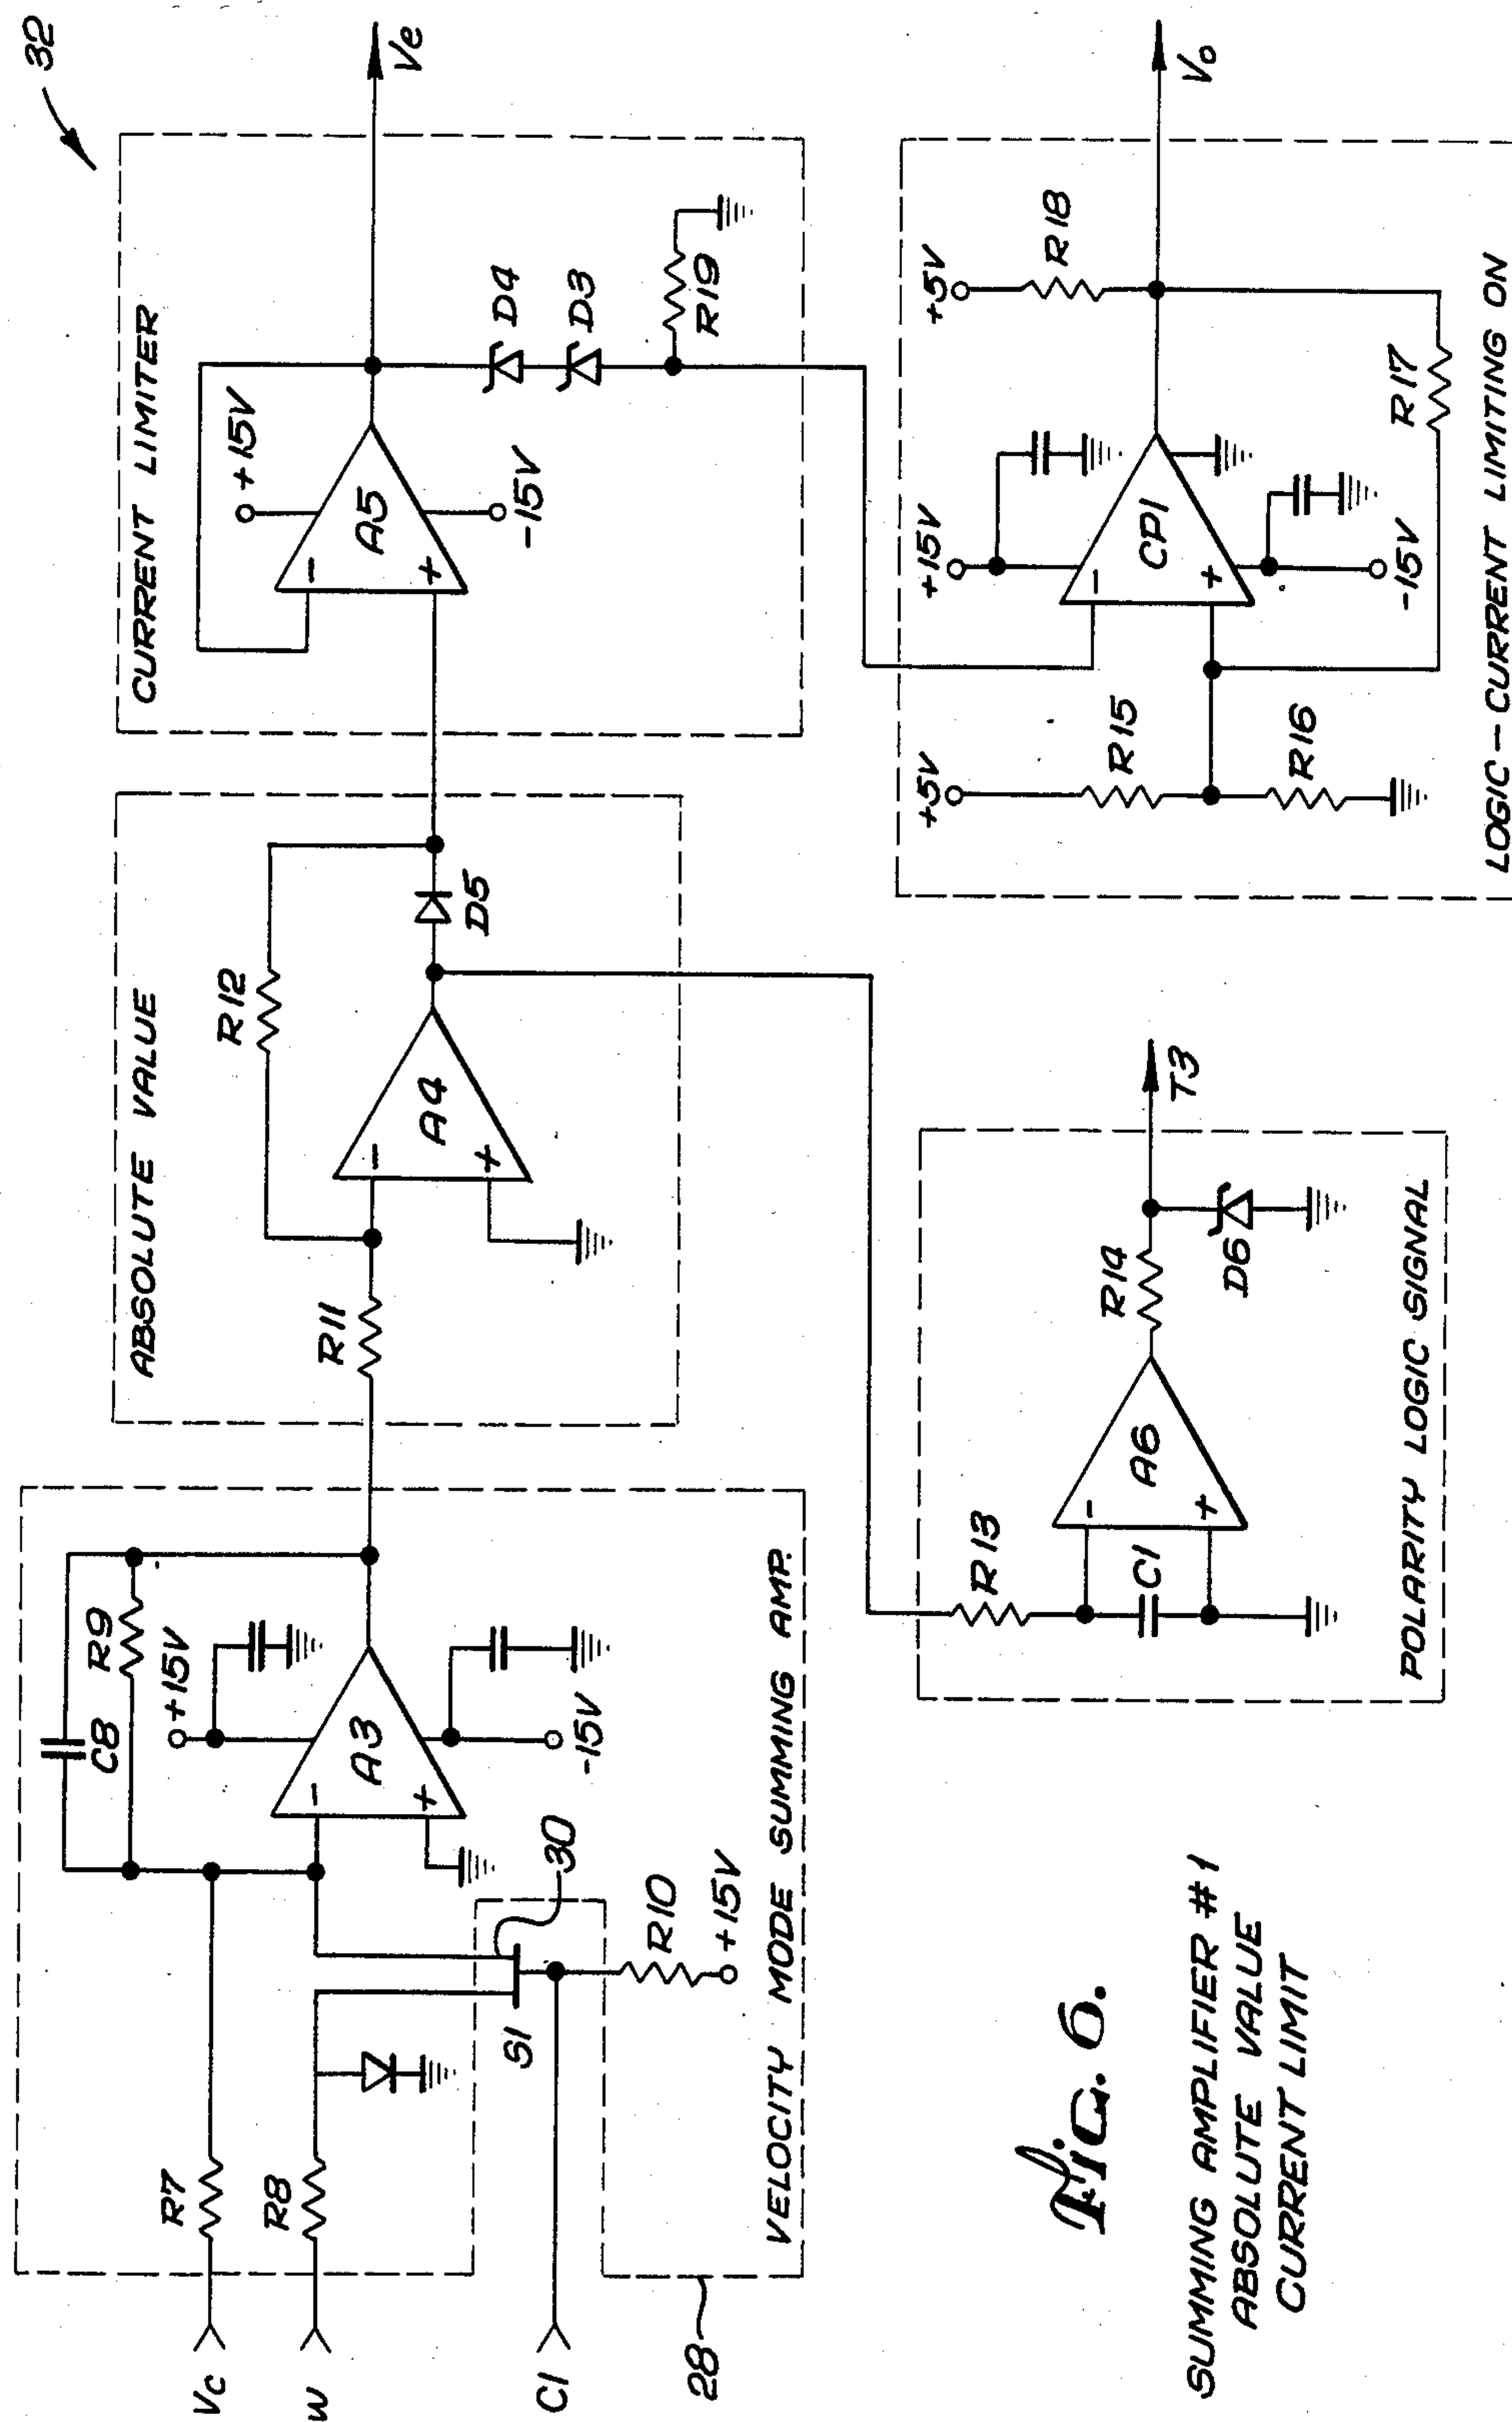 32
VELOCITY MODE SUMMING AMP.
Vc
R7
W
R8
C1
28
S1
30
R10
+15V
C8
R9
+15V
A3
-
+
-15V
ABSOLUTE VALUE
R11
R12
A4
-
+
D5
CURRENT LIMITER
+15V
A5
-
+
-15V
D4
D3
R19
Ve
POLARITY LOGIC SIGNAL
R13
C1
A6
-
+
R14
D6
T3
LOGIC-CURRENT LIMITING ON
+5V
R15
R16
+15V
CP1
-
+
-15V
+5V
R18
R17
Vo
Fig. 6.
SUMMING AMPLIFIER #1
ABSOLUTE VALUE
CURRENT LIMIT